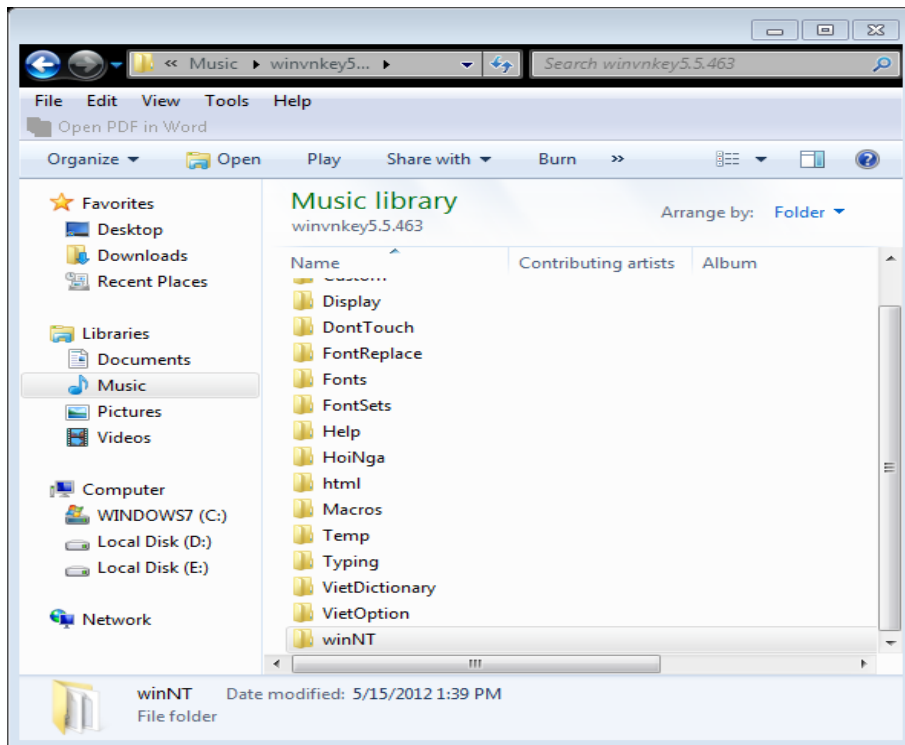 « Music ▸ winvnkey5... ▸
Search winvnkey5.5.463
File Edit View Tools Help
Open PDF in Word
Organize Open Play Share with Burn »
Favorites
Desktop
Downloads
Recent Places
Libraries
Documents
Music
Pictures
Videos
Computer
WINDOWS7 (C:)
Local Disk (D:)
Local Disk (E:)
Network
Music library
winvnkey5.5.463
Arrange by: Folder
Name Contributing artists Album
Custom
Display
DontTouch
FontReplace
Fonts
FontSets
Help
HoiNga
html
Macros
Temp
Typing
VietDictionary
VietOption
winNT
winNT Date modified: 5/15/2012 1:39 PM
File folder